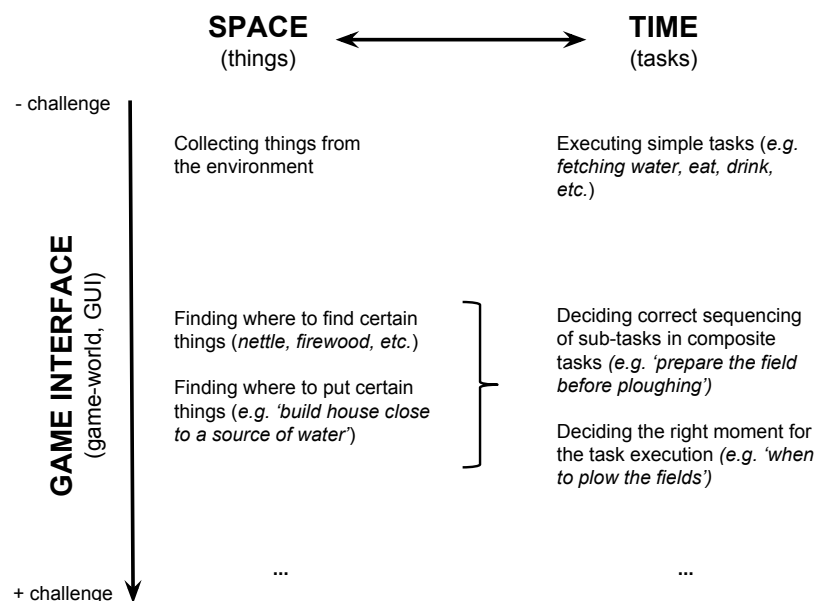 SPACE
(things)
TIME
(tasks)
- challenge
Collecting things from
the environment
Executing simple tasks (e.g.
fetching water, eat, drink,
etc.)
GAME INTERFACE
(game-world, GUI)
Finding where to find certain
things (nettle, firewood, etc.)
Finding where to put certain
things (e.g. ‘build house close
to a source of water’)
Deciding correct sequencing
of sub-tasks in composite
tasks (e.g. ‘prepare the field
before ploughing’)
Deciding the right moment for
the task execution (e.g. ‘when
to plow the fields’)
...
...
+ challenge